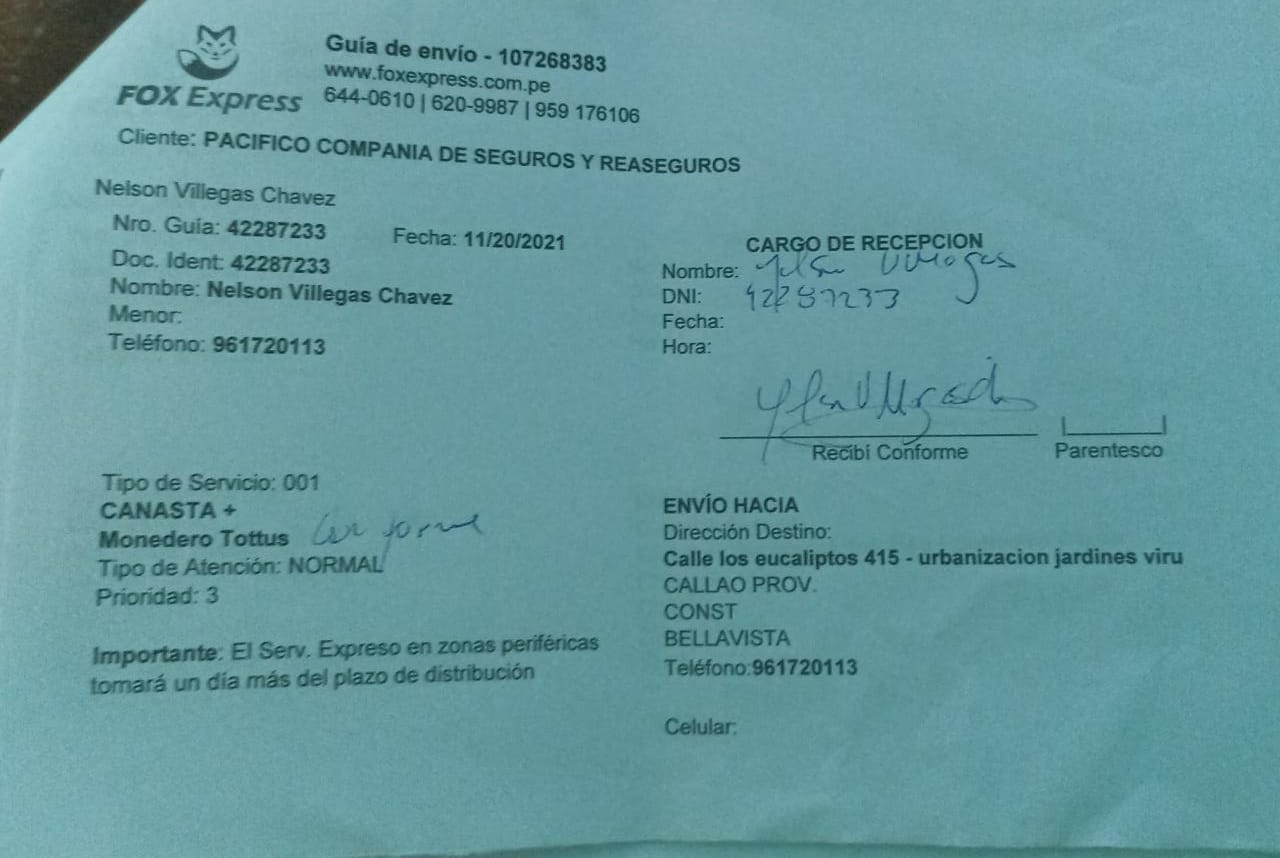 FOX Express
Guía de envío - 107268383
www.foxexpress.com.pe
644-0610 | 620-9987 | 959 176106
Cliente: PACIFICO COMPANIA DE SEGUROS Y REASEGUROS
Nelson Villegas Chavez
Nro. Guía: 42287233 Fecha: 11/20/2021
Doc. Ident: 42287233
Nombre: Nelson Villegas Chavez
Menor:
Teléfono: 961720113
CARGO DE RECEPCION
Nombre: Nelson Villegas
DNI: 42287233
Fecha:
Hora:
Recibí Conforme
Parentesco
Tipo de Servicio: 001
CANASTA +
Monedero Tottus Conforme
Tipo de Atención: NORMAL
Prioridad: 3
Importante: El Serv. Expreso en zonas periféricas
tomará un día más del plazo de distribución
ENVÍO HACIA
Dirección Destino:
Calle los eucaliptos 415 - urbanizacion jardines viru
CALLAO PROV.
CONST
BELLAVISTA
Teléfono:961720113
Celular: